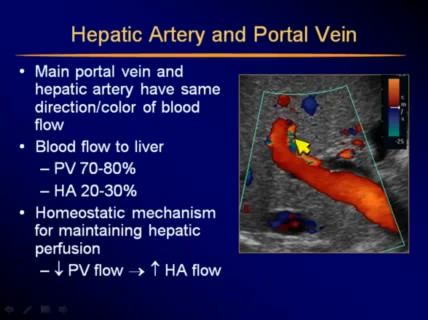 Hepatic Artery and Portal Vein
• Main portal vein and
hepatic artery have same
direction/color of blood
flow
• Blood flow to liver
– PV 70-80%
– HA 20-30%
• Homeostatic mechanism
for maintaining hepatic
perfusion
– ↓ PV flow → ↑ HA flow
-25